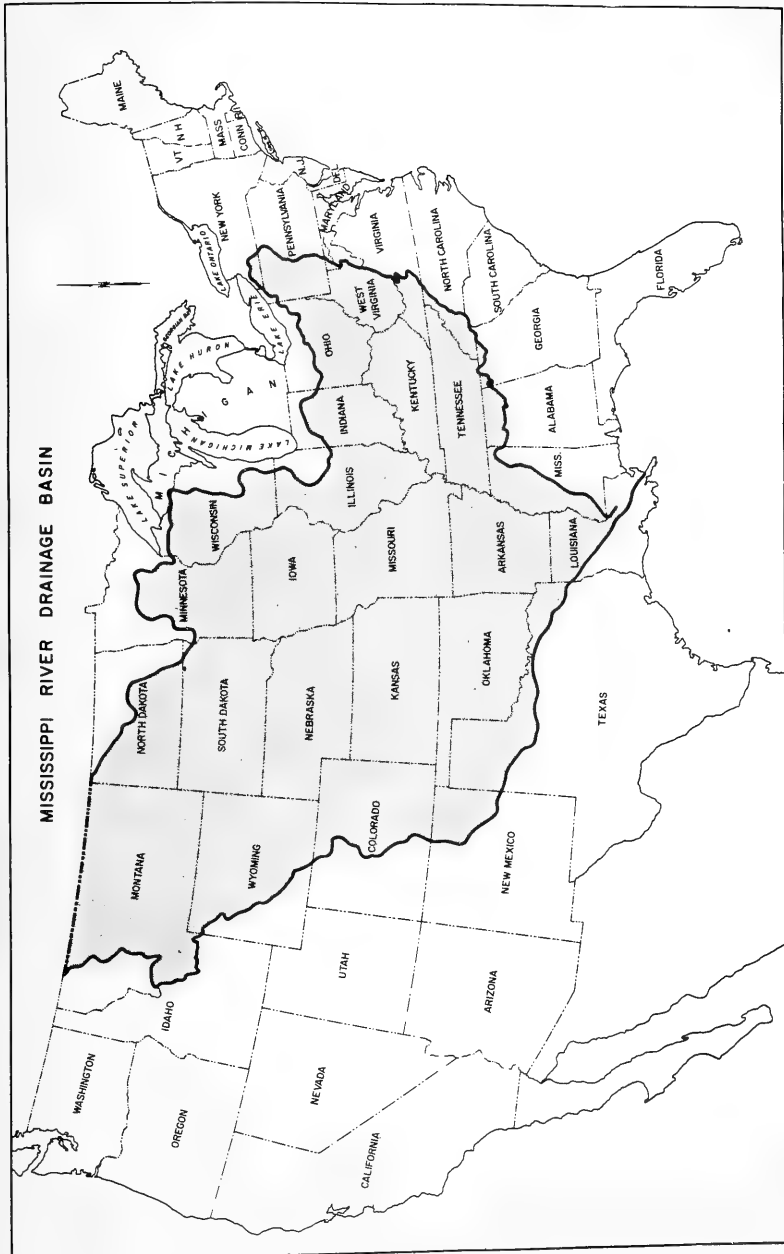 MISSISSIPPI RIVER DRAINAGE BASIN
WASHINGTON
OREGON
CALIFORNIA
NEVADA
IDAHO
UTAH
ARIZONA
MONTANA
WYOMING
COLORADO
NEW MEXICO
NORTH DAKOTA
SOUTH DAKOTA
NEBRASKA
KANSAS
OKLAHOMA
TEXAS
MINNESOTA
IOWA
MISSOURI
ARKANSAS
LOUISIANA
WISCONSIN
ILLINOIS
MICHIGAN
LAKE SUPERIOR
LAKE MICHIGAN
LAKE HURON
GEORGIAN BAY
LAKE ERIE
LAKE ONTARIO
INDIANA
OHIO
KENTUCKY
TENNESSEE
MISS.
ALABAMA
GEORGIA
FLORIDA
SOUTH CAROLINA
NORTH CAROLINA
VIRGINIA
WEST VIRGINIA
MARYLAND
DEL.
N.J.
PENNSYLVANIA
NEW YORK
CONN
RI
MASS
VT
N H
MAINE